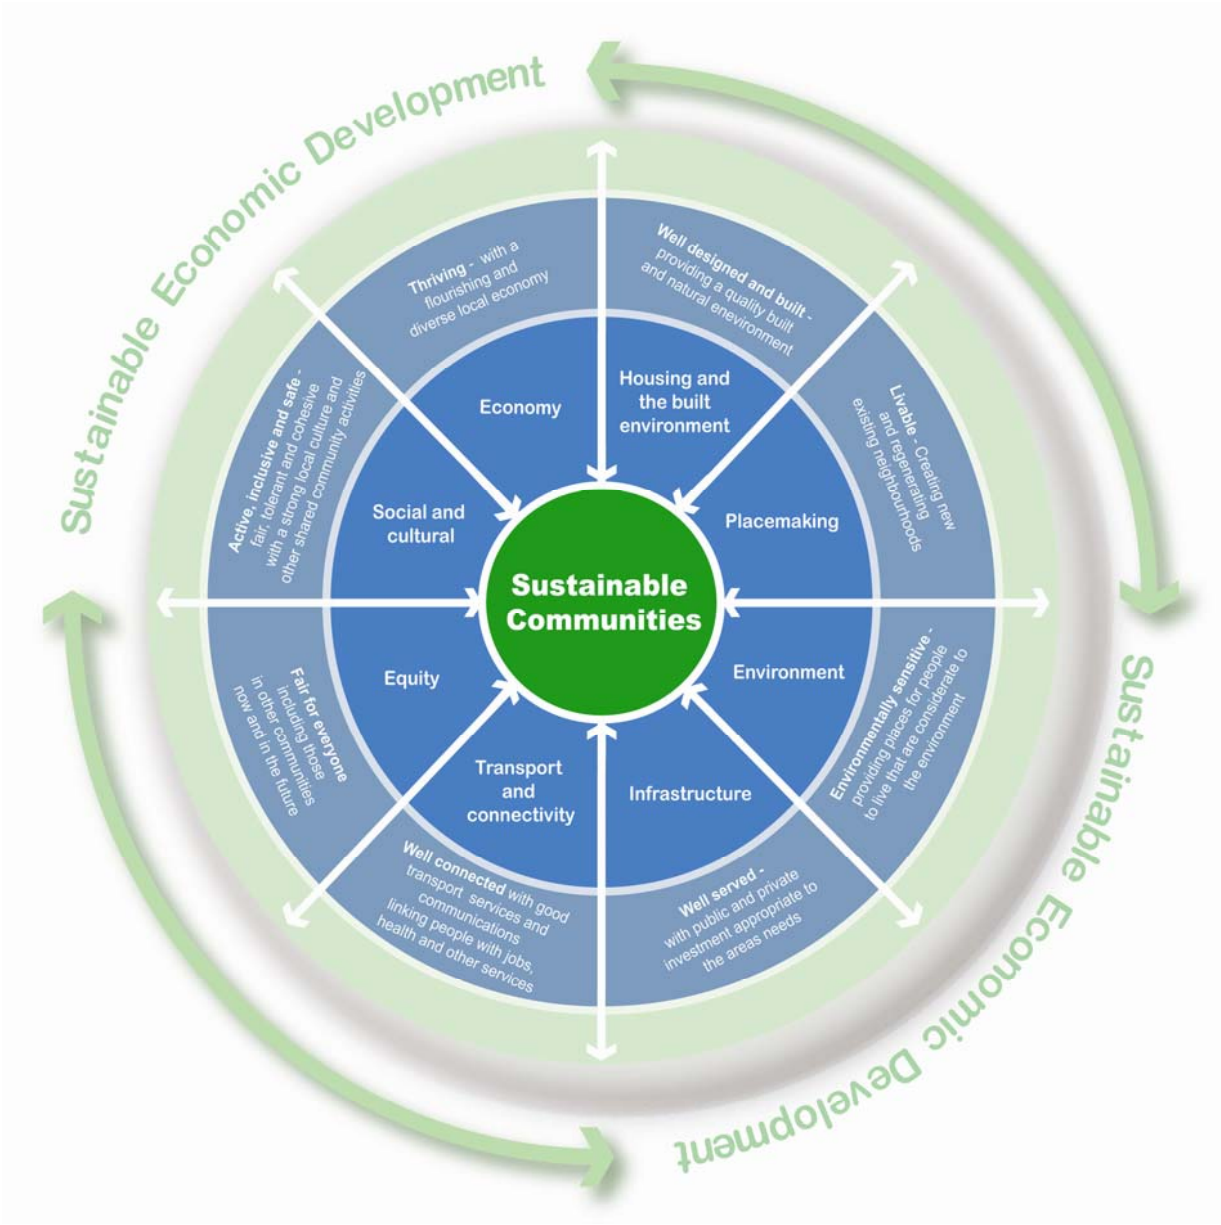 Sustainable Economic Development
Thriving - with a
flourishing and
diverse local economy
Well designed and built -
providing a quality built
and natural enevironment
Livable - Creating new
and regenerating
existing neighbourhoods
Environmentally sensitive -
providing places for people
to live that are considerate to
the environment
Well served -
with public and private
investment appropriate to
the areas needs
Well connected with good
transport services and
communications
linking people with jobs,
health and other services
Fair for everyone
including those
in other communities
now and in the future
Active, inclusive and safe -
fair, tolerant and cohesive
with a strong local culture and
other shared community activities
Economy
Housing and
the built
environment
Placemaking
Environment
Infrastructure
Transport
and
connectivity
Equity
Social and
cultural
Sustainable
Communities
Sustainable Economic Development